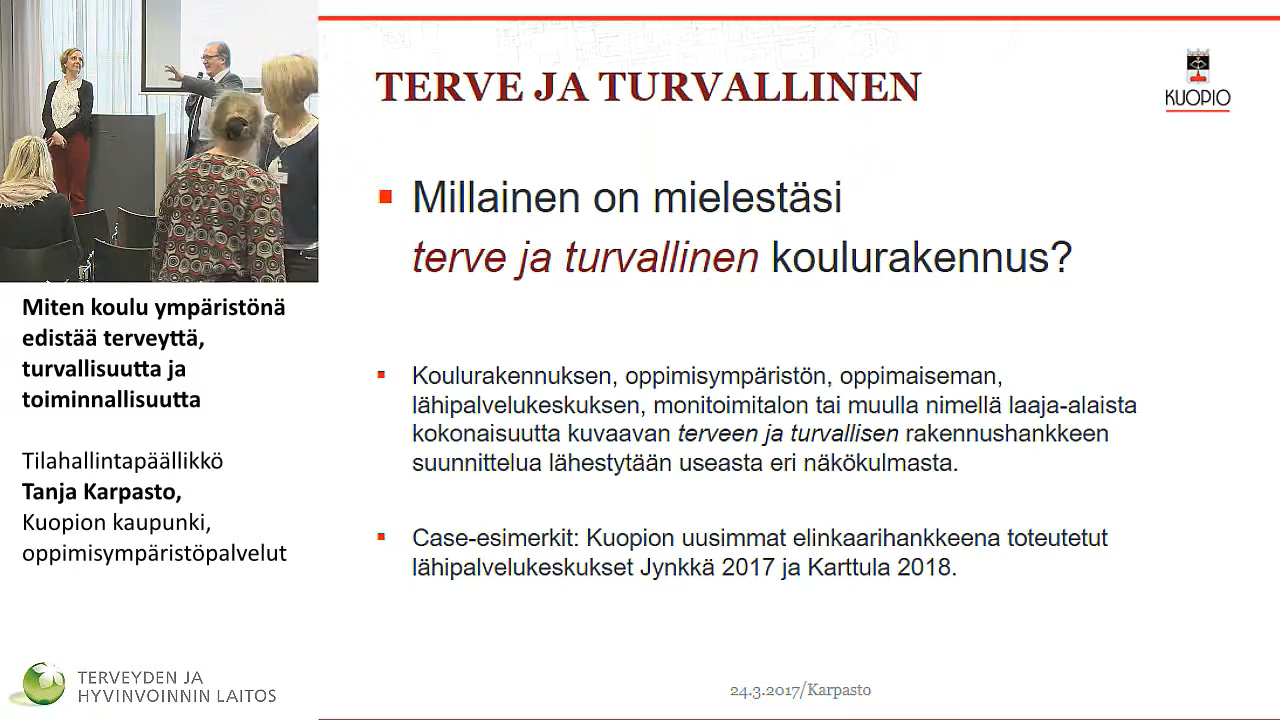 Miten koulu ympäristönä
edistää terveyttä,
turvallisuutta ja
toiminnallisuutta
Tilahallintapäällikkö
Tanja Karpasto,
Kuopion kaupunki,
oppimisympäristöpalvelut
TERVEYDEN JA
HYVINVOINNIN LAITOS
TERVE JA TURVALLINEN
KUOPIO
Millainen on mielestäsi
terve ja turvallinen koulurakennus?
Koulurakennuksen, oppimisympäristön, oppimaiseman,
lähipalvelukeskuksen, monitoimitalon tai muulla nimellä laaja-alaista
kokonaisuutta kuvaavan terveen ja turvallisen rakennushankkeen
suunnittelua lähestytään useasta eri näkökulmasta.
Case-esimerkit: Kuopion uusimmat elinkaarihankkeena toteutetut
lähipalvelukeskukset Jynkkä 2017 ja Karttula 2018.
24.3.2017/Karpasto